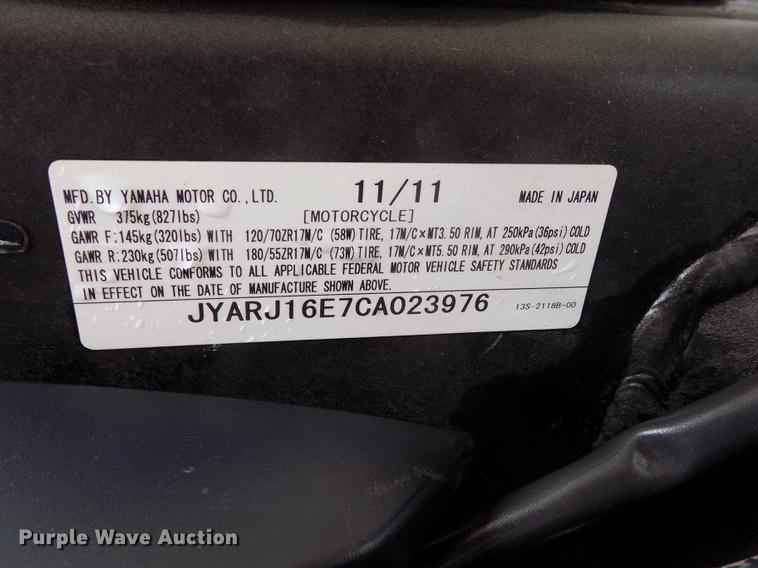 MFD.BY YAMAHA MOTOR CO.,LTD. 11/11 MADE IN JAPAN
GVWR 375kg(827lbs) [MOTORCYCLE]
GAWR F:145kg(320lbs) WITH 120/70ZR17M/C (58W) TIRE, 17M/C×MT3.50 RIM, AT 250kPa(36psi)COLD
GAWR R:230kg(507lbs) WITH 180/55ZR17M/C (73W) TIRE, 17M/C×MT5.50 RIM, AT 290kPa(42psi)COLD
THIS VEHICLE CONFORMS TO ALL APPLICABLE FEDERAL MOTOR VEHICLE SAFETY STANDARDS
IN EFFECT ON THE DATE OF MANUFACTURE SHOWN ABOVE.
JYARJ16E7CA023976 13S-2118B-00
Purple Wave Auction